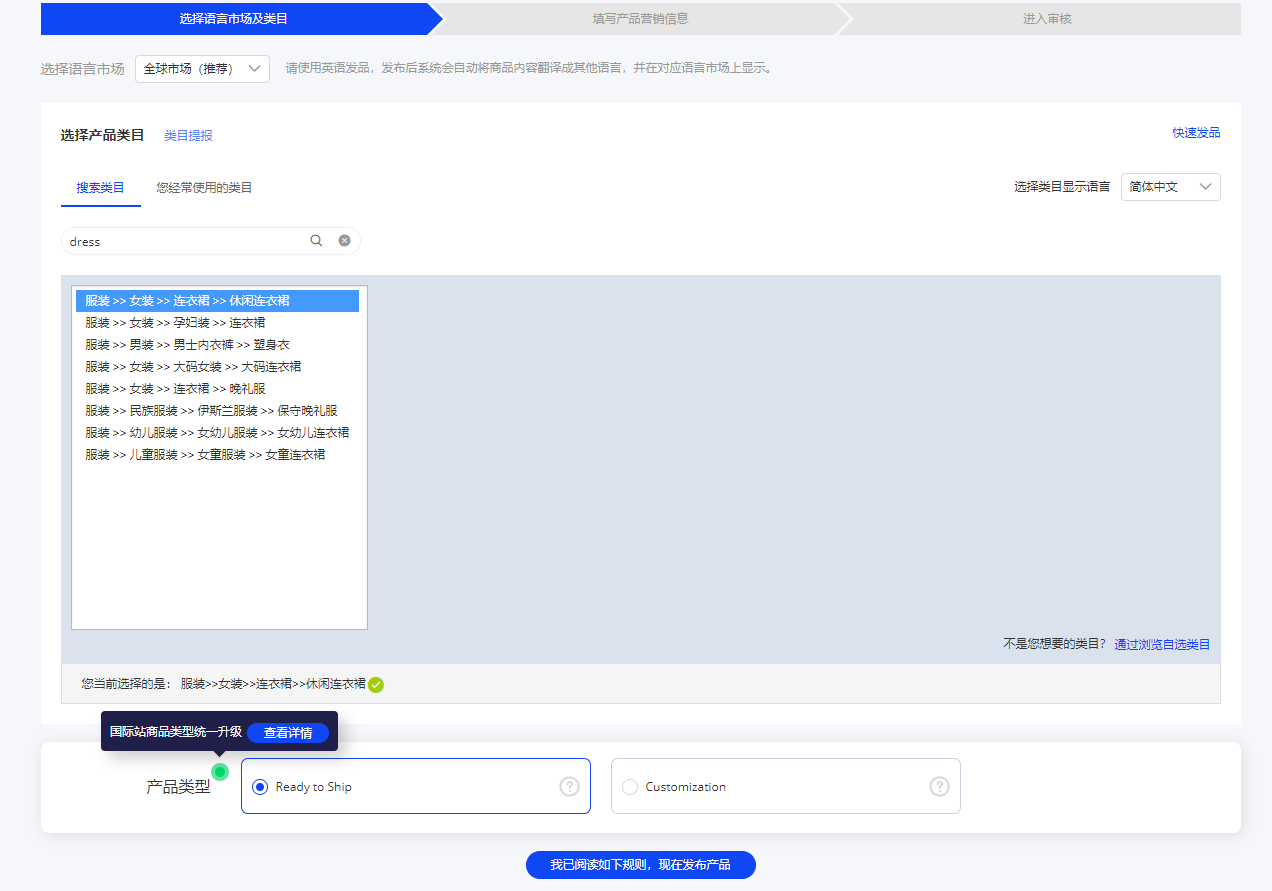 选择语言市场及类目
填写产品营销信息
进入审核
选择语言市场 全球市场（推荐） 请使用英语发品，发布后系统会自动将商品内容翻译成其他语言，并在对应语言市场上显示。
选择产品类目 类目提报 快速发品
搜索类目 您经常使用的类目 选择类目显示语言 简体中文
dress
服装 >> 女装 >> 连衣裙 >> 休闲连衣裙
服装 >> 女装 >> 孕妇装 >> 连衣裙
服装 >> 男装 >> 男士内衣裤 >> 塑身衣
服装 >> 女装 >> 大码女装 >> 大码连衣裙
服装 >> 女装 >> 连衣裙 >> 晚礼服
服装 >> 民族服装 >> 伊斯兰服装 >> 保守晚礼服
服装 >> 幼儿服装 >> 女幼儿服装 >> 女幼儿连衣裙
服装 >> 儿童服装 >> 女童服装 >> 女童连衣裙
不是您想要的类目？ 通过浏览自选类目
您当前选择的是： 服装>>女装>>连衣裙>>休闲连衣裙
国际站商品类型统一升级 查看详情
产品类型 Ready to Ship ? Customization ?
我已阅读如下规则，现在发布产品